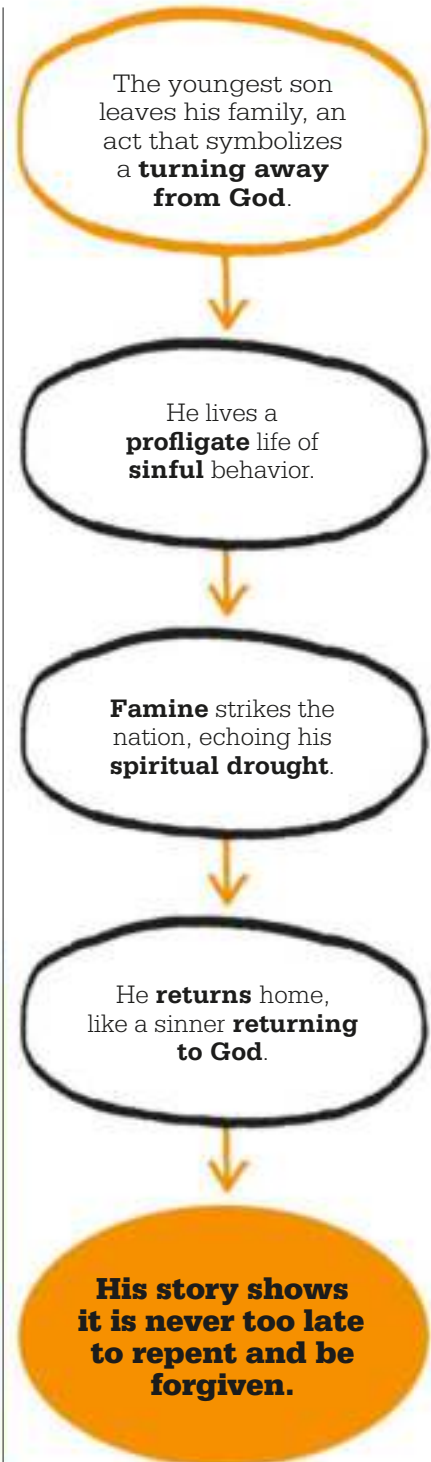 The youngest son
leaves his family, an
act that symbolizes
a turning away
from God.
He lives a
profligate life of
sinful behavior.
Famine strikes the
nation, echoing his
spiritual drought.
He returns home,
like a sinner returning
to God.
His story shows
it is never too late
to repent and be
forgiven.